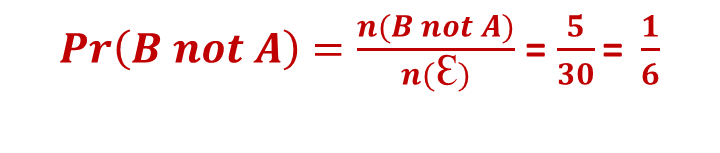 Pr(B not A) = n(B not A) / n(ℰ) = 5 / 30 = 1 / 6